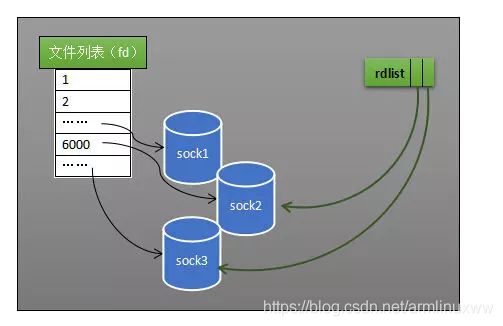 文件列表（fd）
1
2
……
6000
……
rdlist
sock1
sock2
sock3
https://blog.csdn.net/armlinuxww